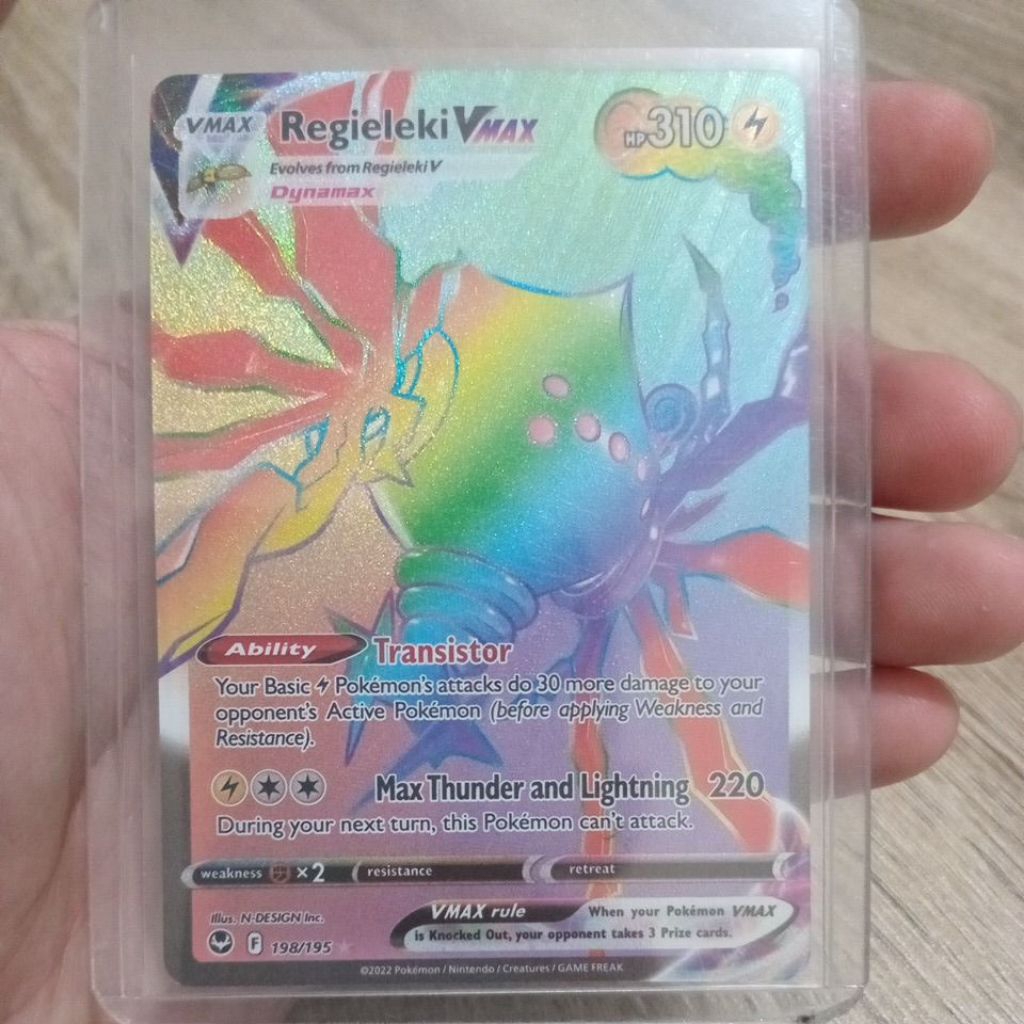 VMAX
Regieleki VMAX
HP 310
Evolves from Regieleki V
Dynamax
Ability Transistor
Your Basic Pokémon's attacks do 30 more damage to your
opponent's Active Pokémon (before applying Weakness and
Resistance).
Max Thunder and Lightning 220
During your next turn, this Pokémon can't attack.
weakness ×2 resistance retreat
Illus. N-DESIGN Inc.
VMAX rule When your Pokémon VMAX
is Knocked Out, your opponent takes 3 Prize cards.
F 198/195
©2022 Pokémon / Nintendo / Creatures / GAME FREAK